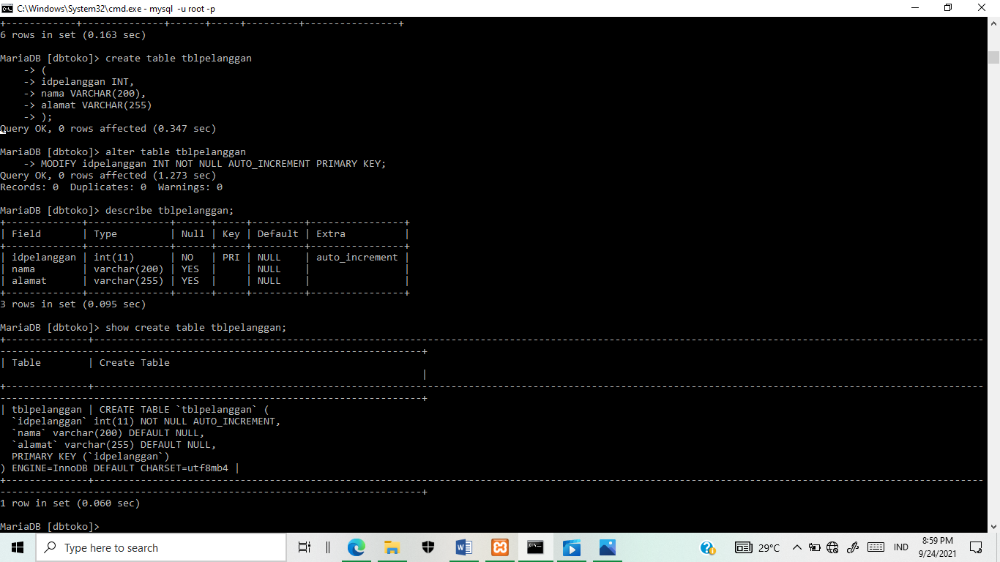 C:\Windows\System32\cmd.exe - mysql  -u root -p
+------------+--------------+------+-----+---------+----------------+
6 rows in set (0.163 sec)
MariaDB [dbtoko]> create table tblpelanggan
    -> (
    -> idpelanggan INT,
    -> nama VARCHAR(200),
    -> alamat VARCHAR(255)
    -> );
Query OK, 0 rows affected (0.347 sec)
MariaDB [dbtoko]> alter table tblpelanggan
    -> MODIFY idpelanggan INT NOT NULL AUTO_INCREMENT PRIMARY KEY;
Query OK, 0 rows affected (1.273 sec)
Records: 0  Duplicates: 0  Warnings: 0
MariaDB [dbtoko]> describe tblpelanggan;
+-------------+--------------+------+-----+---------+----------------+
| Field       | Type         | Null | Key | Default | Extra          |
+-------------+--------------+------+-----+---------+----------------+
| idpelanggan | int(11)      | NO   | PRI | NULL    | auto_increment |
| nama        | varchar(200) | YES  |     | NULL    |                |
| alamat      | varchar(255) | YES  |     | NULL    |                |
+-------------+--------------+------+-----+---------+----------------+
3 rows in set (0.095 sec)
MariaDB [dbtoko]> show create table tblpelanggan;
| Table        | Create Table
|
| tblpelanggan | CREATE TABLE `tblpelanggan` (
  `idpelanggan` int(11) NOT NULL AUTO_INCREMENT,
  `nama` varchar(200) DEFAULT NULL,
  `alamat` varchar(255) DEFAULT NULL,
  PRIMARY KEY (`idpelanggan`)
) ENGINE=InnoDB DEFAULT CHARSET=utf8mb4 |
1 row in set (0.060 sec)
MariaDB [dbtoko]>
Type here to search
29°C
IND
8:59 PM
9/24/2021